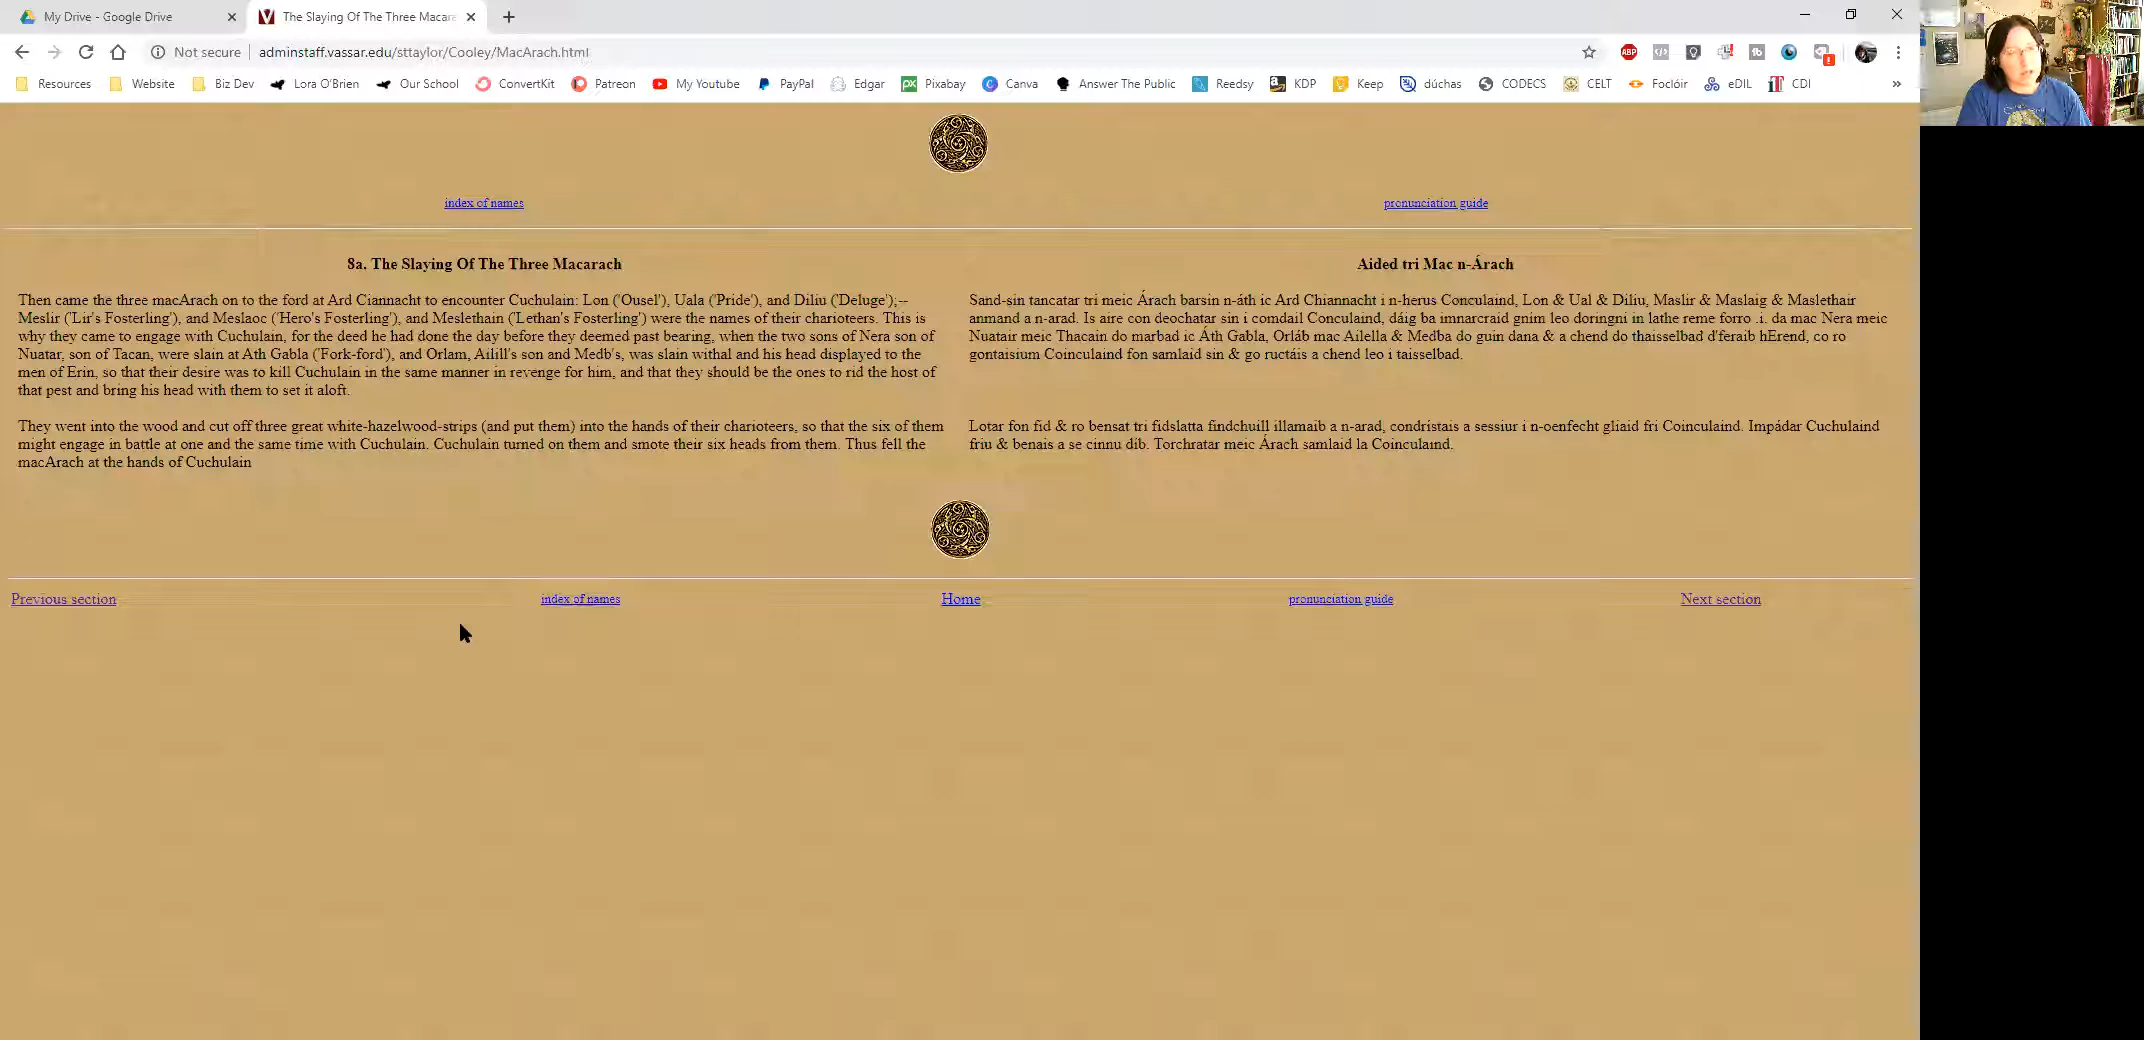 My Drive - Google Drive
The Slaying Of The Three Macara
Not secure
adminstaff.vassar.edu/sttaylor/Cooley/MacArach.html
ABP
Resources
Website
Biz Dev
Lora O'Brien
Our School
ConvertKit
Patreon
My Youtube
PayPal
Edgar
Pixabay
Canva
Answer The Public
Reedsy
KDP
Keep
dúchas
CODECS
CELT
Foclóir
eDIL
CDI
index of names
pronunciation guide
8a. The Slaying Of The Three Macarach
Then came the three macArach on to the ford at Ard Ciannacht to encounter Cuchulain: Lon ('Ousel'), Uala ('Pride'), and Diliu ('Deluge');--
Meslir ('Lir's Fosterling'), and Meslaoc ('Hero's Fosterling'), and Meslethain ('Lethan's Fosterling') were the names of their charioteers. This is
why they came to engage with Cuchulain, for the deed he had done the day before they deemed past bearing, when the two sons of Nera son of
Nuatar, son of Tacan, were slain at Ath Gabla ('Fork-ford'), and Orlam, Ailill's son and Medb's, was slain withal and his head displayed to the
men of Erin, so that their desire was to kill Cuchulain in the same manner in revenge for him, and that they should be the ones to rid the host of
that pest and bring his head with them to set it aloft.
They went into the wood and cut off three great white-hazelwood-strips (and put them) into the hands of their charioteers, so that the six of them
might engage in battle at one and the same time with Cuchulain. Cuchulain turned on them and smote their six heads from them. Thus fell the
macArach at the hands of Cuchulain
Aided tri Mac n-Árach
Sand-sin tancatar tri meic Árach barsin n-áth ic Ard Chiannacht i n-herus Conculaind, Lon & Ual & Diliu, Maslir & Maslaig & Maslethair
anmand a n-arad. Is aire con deochatar sin i comdail Conculaind, dáig ba imnarcraid gnim leo doringni in lathe reme forro .i. da mac Nera meic
Nuatair meic Thacain do marbad ic Áth Gabla, Orláb mac Ailella & Medba do guin dana & a chend do thaisselbad d'feraib hErend, co ro
gontaisium Coinculaind fon samlaid sin & go ructáis a chend leo i taisselbad.
Lotar fon fid & ro bensat tri fidslatta findchuill illamaib a n-arad, condrístais a sessiur i n-oenfecht gliaid fri Coinculaind. Impádar Cuchulaind
friu & benais a se cinnu díb. Torchratar meic Árach samlaid la Coinculaind.
Previous section
index of names
Home
pronunciation guide
Next section